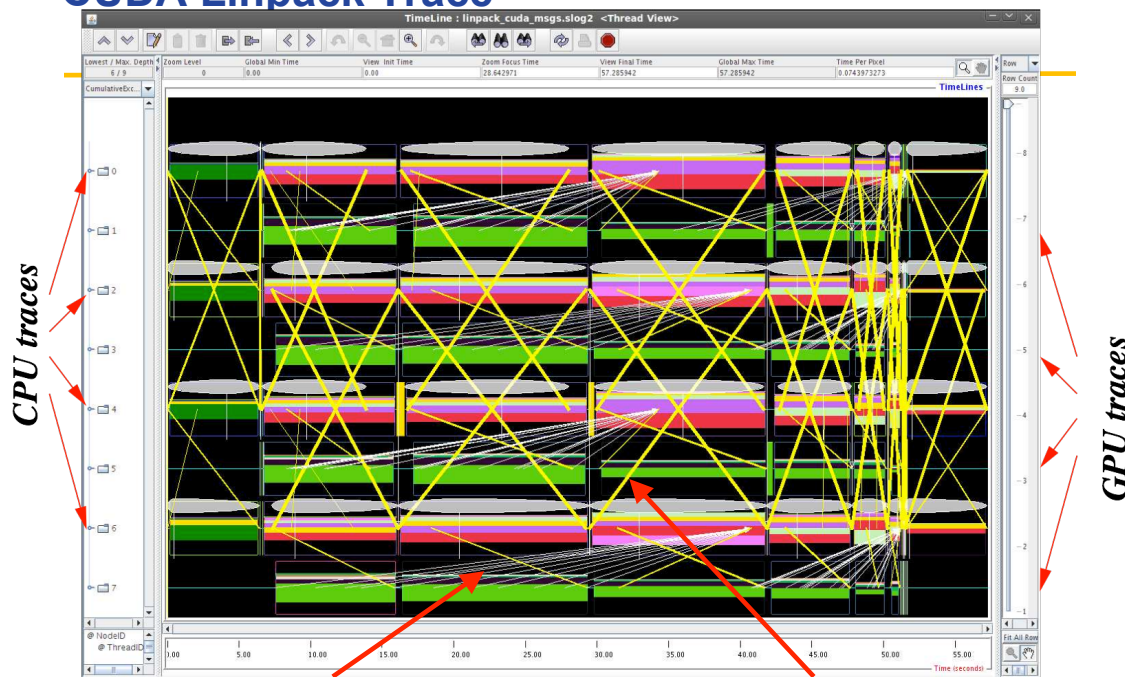 CUDA Linpack Trace
TimeLine : linpack_cuda_msgs.slog2 <Thread View>
Lowest / Max. Depth
6 / 9
Zoom Level
0
Global Min Time
0.00
View Init Time
0.00
Zoom Focus Time
28.642971
View Final Time
57.285942
Global Max Time
57.285942
Time Per Pixel
0.0743973273
Row
Row Count
9.0
CumulativeExc...
TimeLines
0
1
2
3
4
5
6
7
8
7
6
5
4
3
2
1
CPU traces
GPU traces
@ NodeID
@ ThreadID
Fit All Row
0.00 5.00 10.00 15.00 20.00 25.00 30.00 35.00 40.00 45.00 50.00 55.00
Time (seconds)